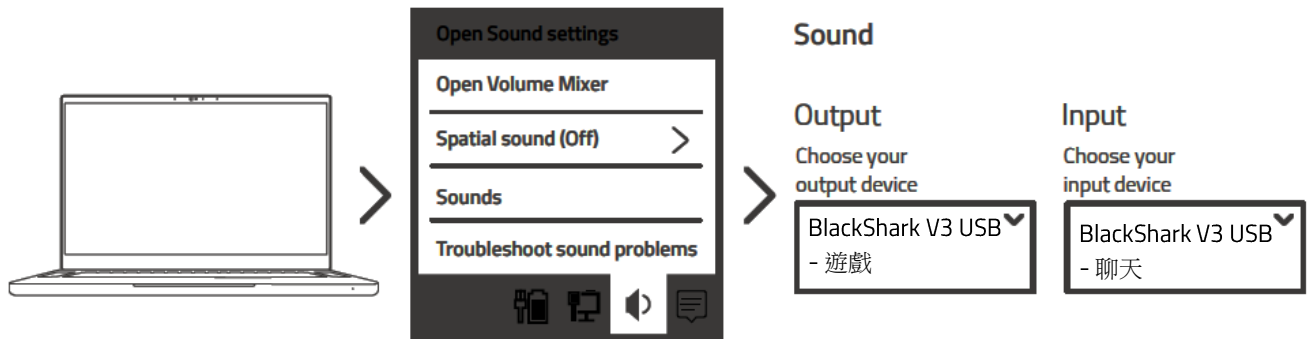 Open Sound settings
Open Volume Mixer
Spatial sound (Off)
Sounds
Troubleshoot sound problems
Sound
Output
Choose your
output device
BlackShark V3 USB
- 遊戲
Input
Choose your
input device
BlackShark V3 USB
- 聊天